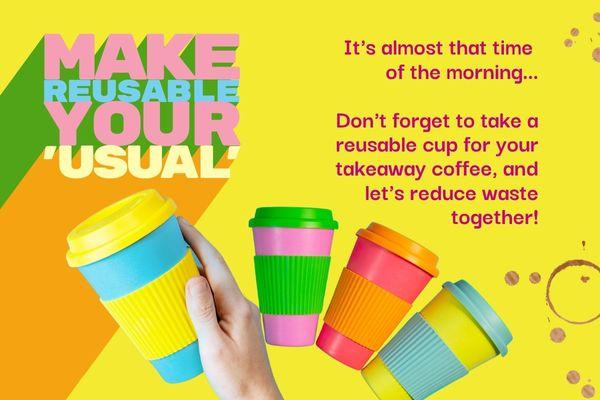 MAKE
REUSABLE
YOUR
'USUAL'
It's almost that time
of the morning...
Don't forget to take a
reusable cup for your
takeaway coffee, and
let's reduce waste
together!